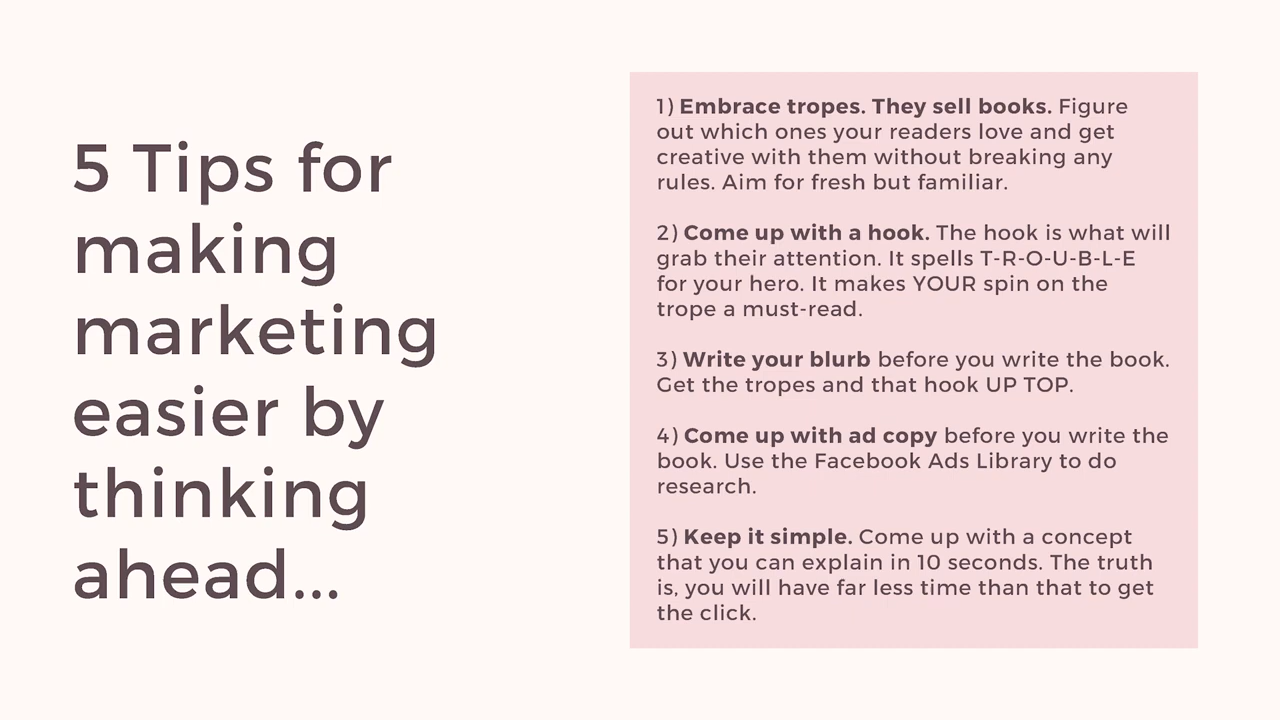 5 Tips for
making
marketing
easier by
thinking
ahead...
1) Embrace tropes. They sell books. Figure
out which ones your readers love and get
creative with them without breaking any
rules. Aim for fresh but familiar.
2) Come up with a hook. The hook is what will
grab their attention. It spells T-R-O-U-B-L-E
for your hero. It makes YOUR spin on the
trope a must-read.
3) Write your blurb before you write the book.
Get the tropes and that hook UP TOP.
4) Come up with ad copy before you write the
book. Use the Facebook Ads Library to do
research.
5) Keep it simple. Come up with a concept
that you can explain in 10 seconds. The truth
is, you will have far less time than that to get
the click.